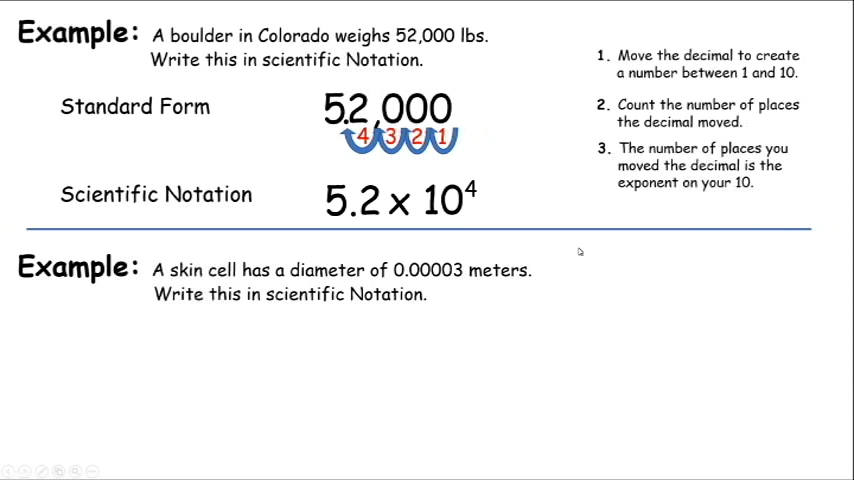 Example: A boulder in Colorado weighs 52,000 lbs.
Write this in scientific Notation.
Standard Form 5.2,000
4 3 2 1
Scientific Notation 5.2 x 10⁴
1. Move the decimal to create
a number between 1 and 10.
2. Count the number of places
the decimal moved.
3. The number of places you
moved the decimal is the
exponent on your 10.
Example: A skin cell has a diameter of 0.00003 meters.
Write this in scientific Notation.